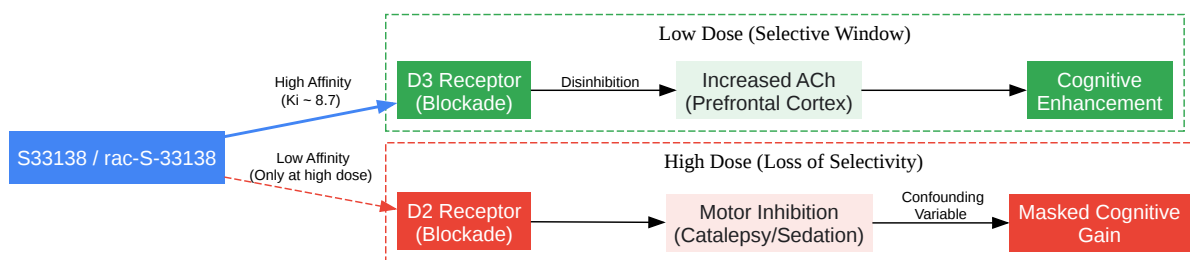 Low Dose (Selective Window)
High Affinity
(Ki ~ 8.7)
D3 Receptor
(Blockade)
Disinhibition
Increased ACh
(Prefrontal Cortex)
Cognitive
Enhancement
S33138 / rac-S-33138
Low Affinity
(Only at high dose)
High Dose (Loss of Selectivity)
D2 Receptor
(Blockade)
Motor Inhibition
(Catalepsy/Sedation)
Confounding
Variable
Masked Cognitive
Gain